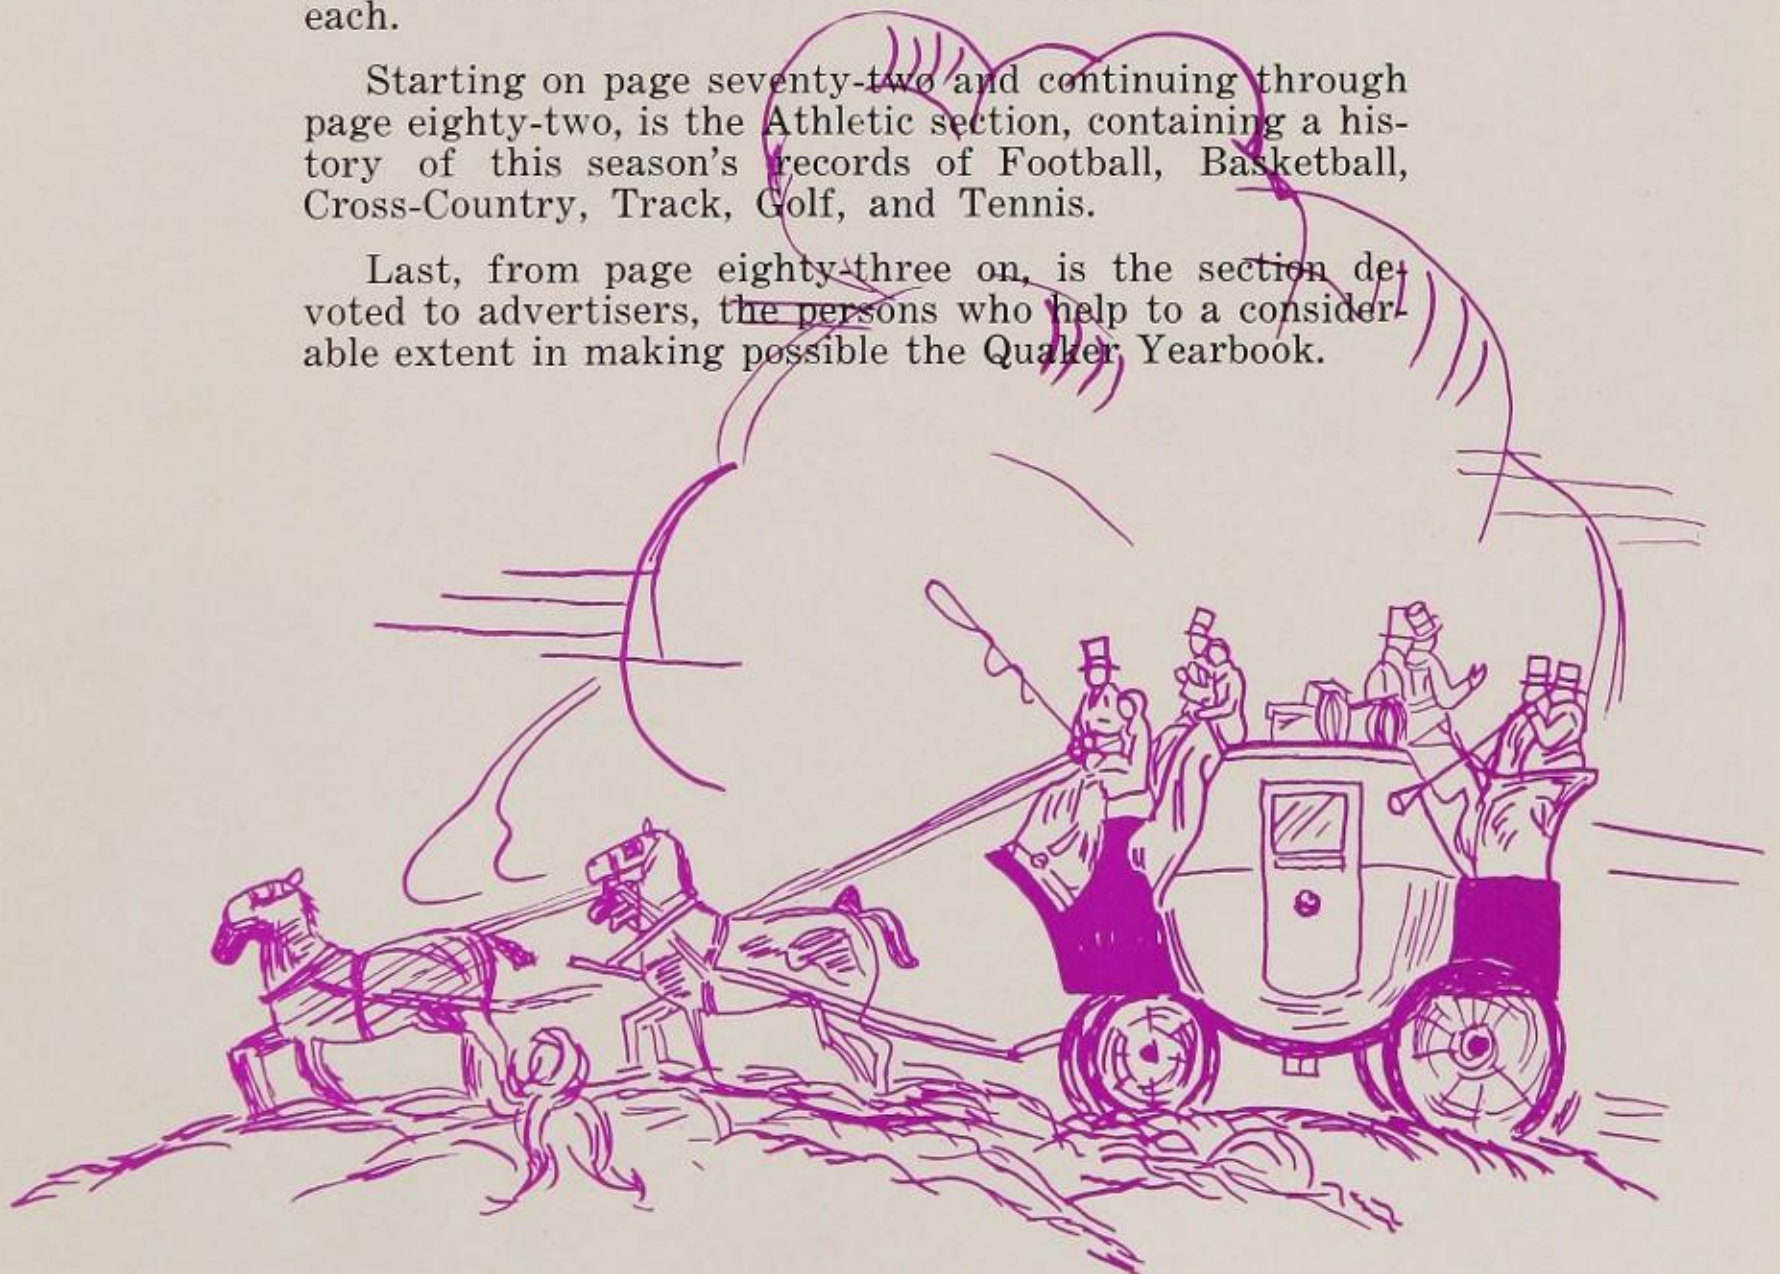 each.
Starting on page seventy-two and continuing through
page eighty-two, is the Athletic section, containing a his-
tory of this season's records of Football, Basketball,
Cross-Country, Track, Golf, and Tennis.
Last, from page eighty-three on, is the section de-
voted to advertisers, the persons who help to a consider-
able extent in making possible the Quaker Yearbook.